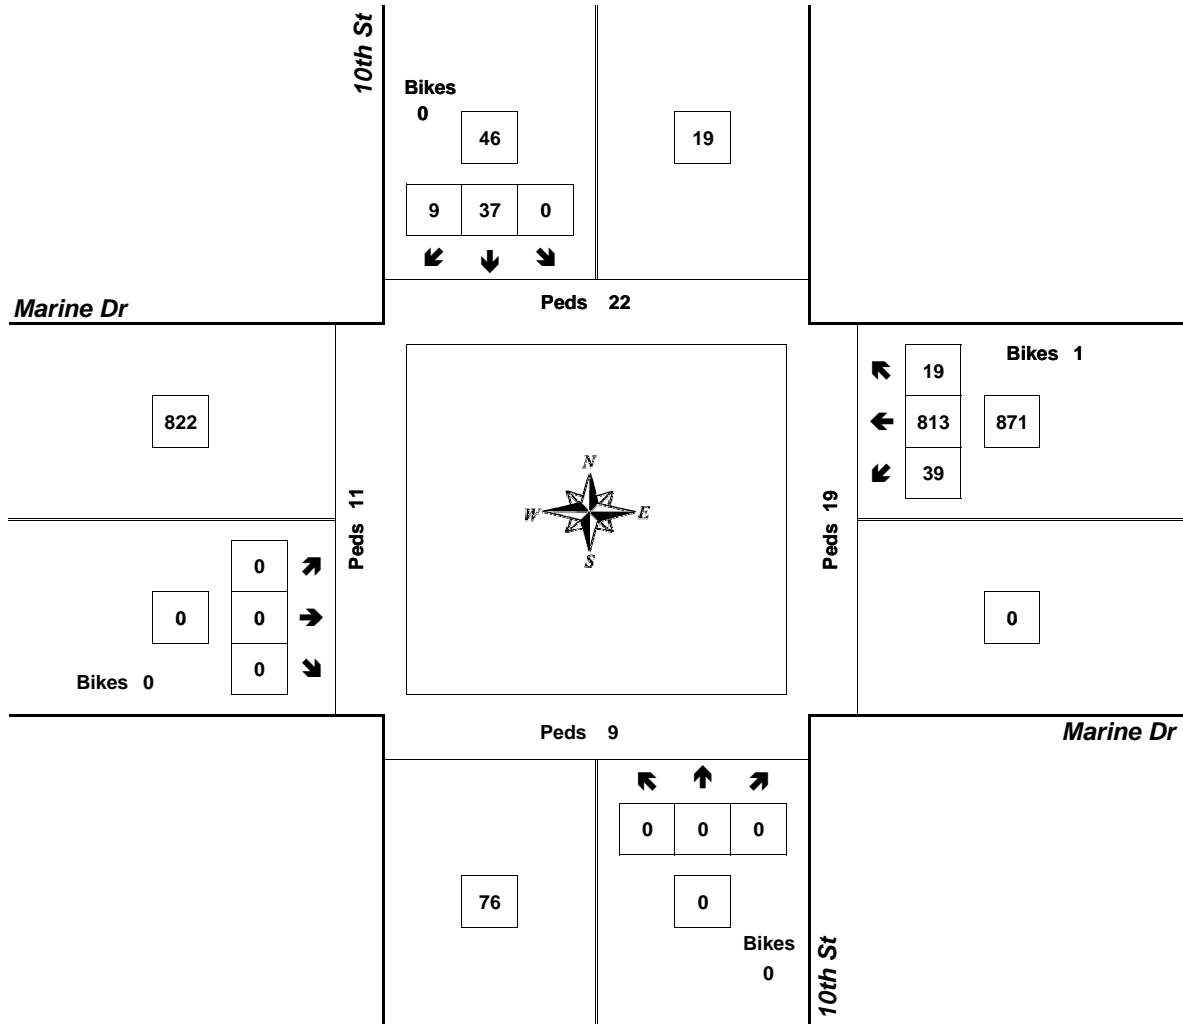 10th St
Bikes
0
46
19
9 37 0
Peds 22
Marine Dr
Bikes 1
19
822
813 871
39
N
W E
S
Peds 11
Peds 19
0
0 0
0
0
Bikes 0
Peds 9
Marine Dr
0 0 0
76
0
Bikes
0
10th St